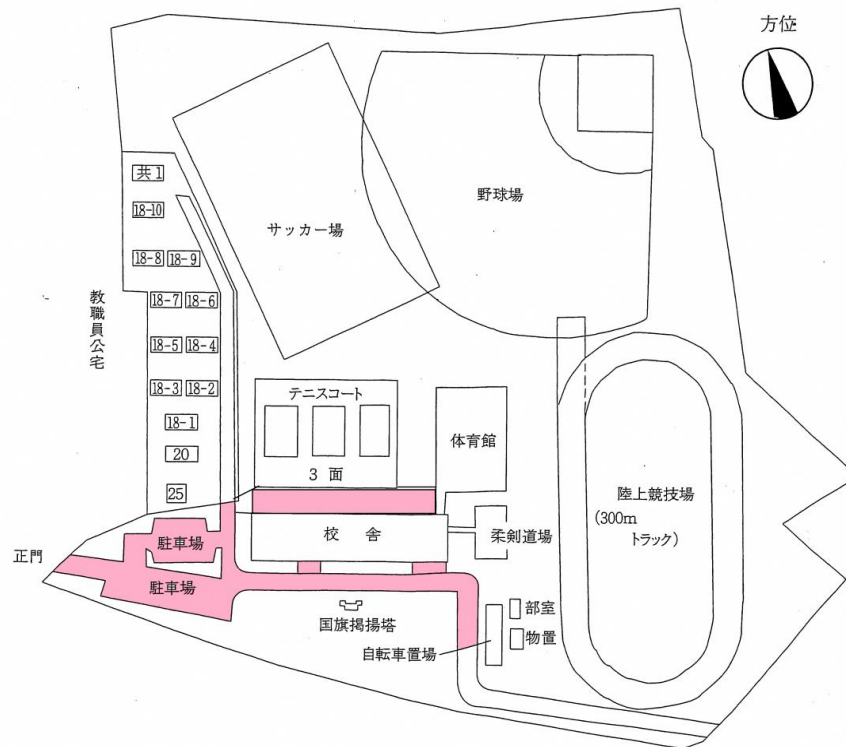 方位
共1
18-10
18-8
18-9
18-7
18-6
18-5
18-4
18-3
18-2
18-1
20
25
教職員公宅
サッカー場
野球場
テニスコート
3 面
体育館
陸上競技場
(300m
トラック)
校 舎
柔剣道場
正門
駐車場
駐車場
国旗掲揚塔
部室
物置
自転車置場